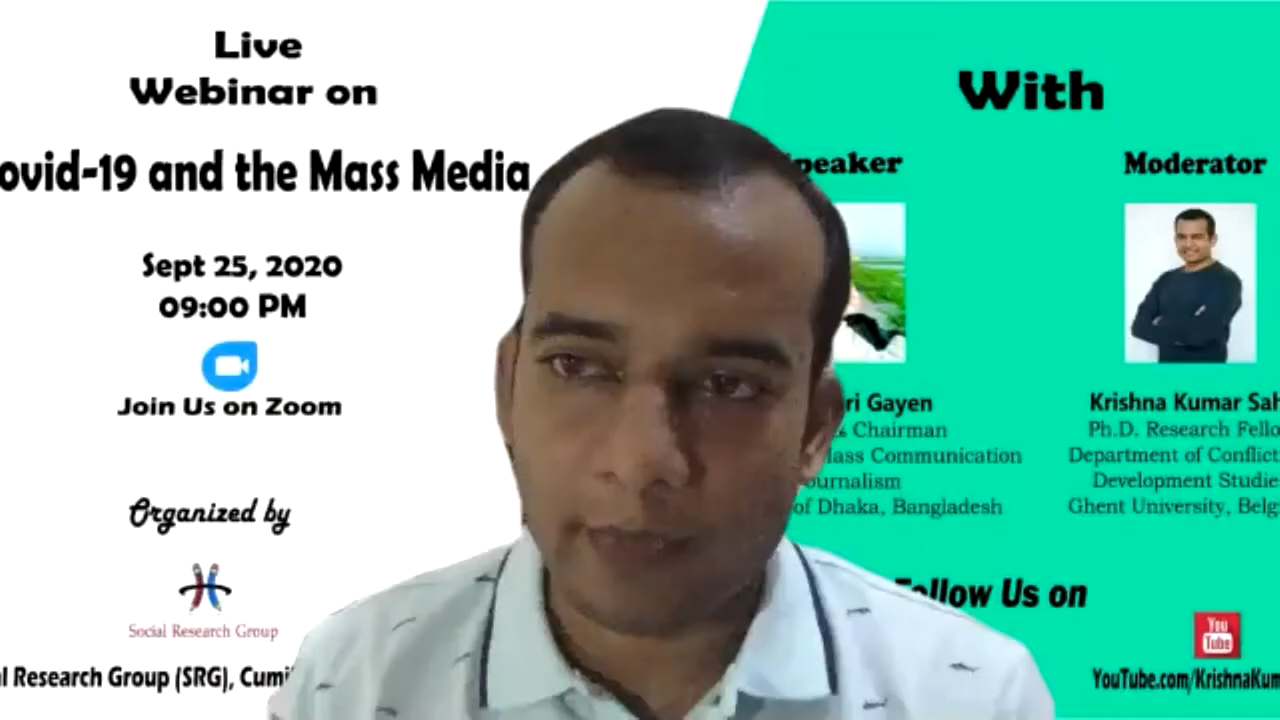 Live
Webinar on
ovid-19 and the Mass Media
Sept 25, 2020
09:00 PM
Join Us on Zoom
Organized by
Social Research Group
l Research Group (SRG), Cumi
With
peaker
ri Gayen
& Chairman
Mass Communication
ournalism
of Dhaka, Bangladesh
Moderator
Krishna Kumar Sah
Ph.D. Research Fello
Department of Conflict
Development Studie
Ghent University, Belg
Follow Us on
You
Tube
YouTube.com/KrishnaKum